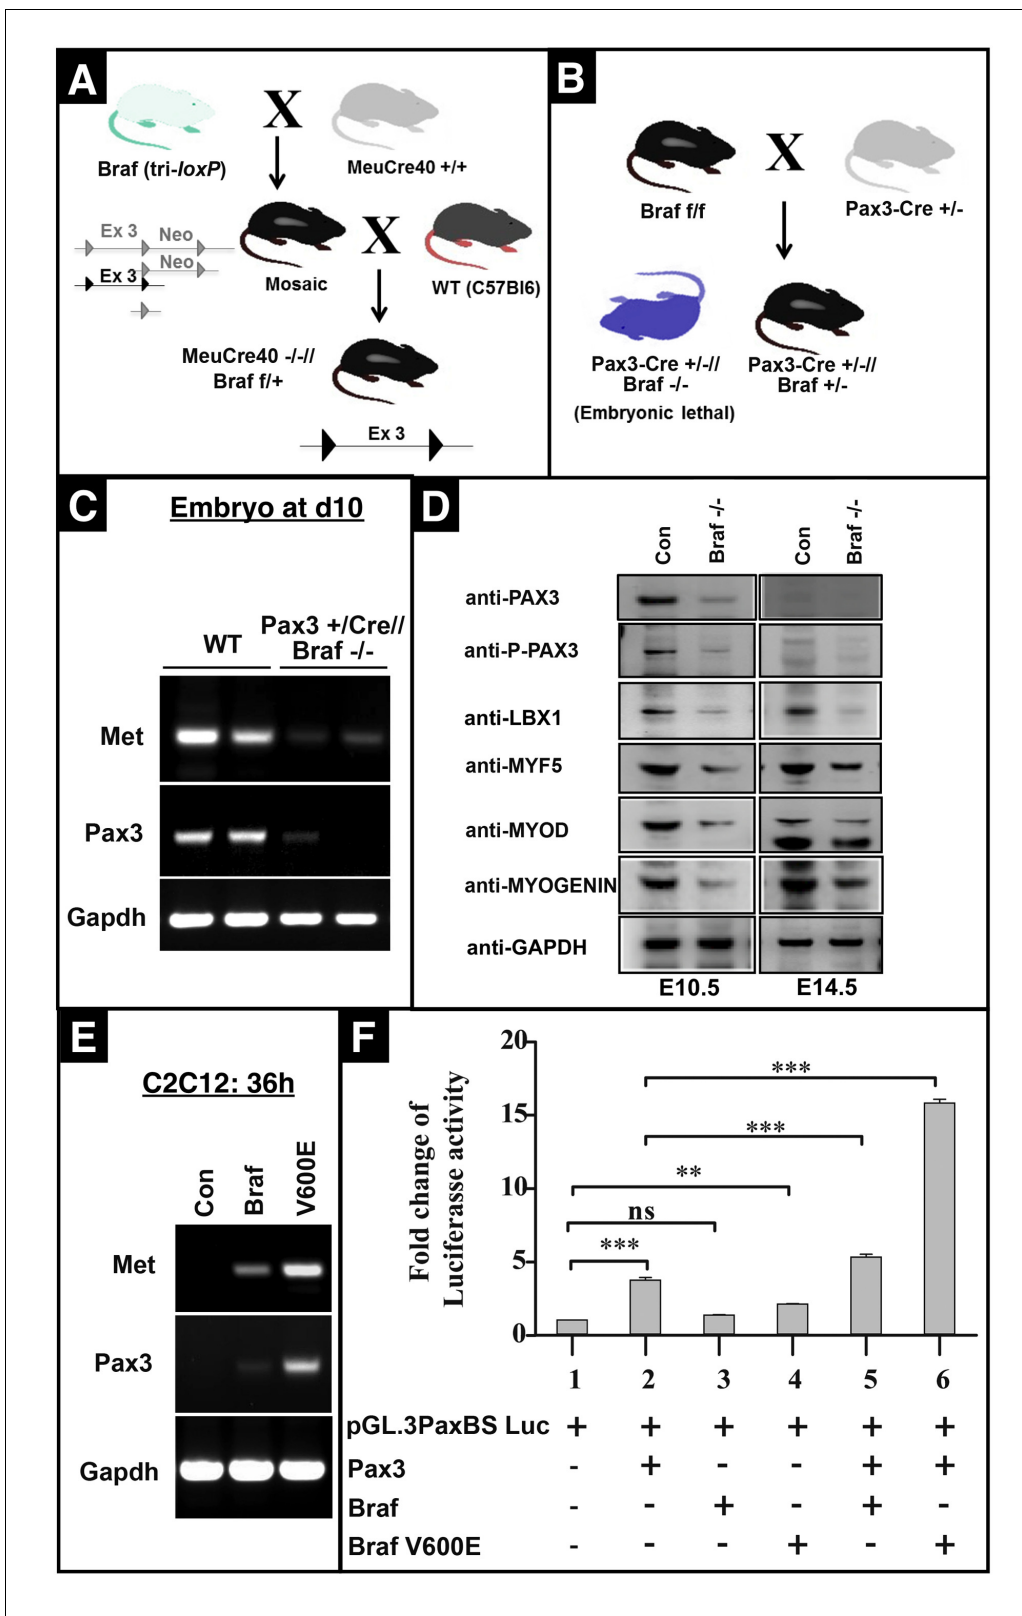 A
X
Braf (tri-loxP)
MeuCre40 +/+
Ex 3
Neo
Neo
Ex 3
X
Mosaic
WT (C57Bl6)
MeuCre40 -/-//
Braf f/+
Ex 3
B
X
Braf f/f
Pax3-Cre +/-
Pax3-Cre +/-//
Braf -/-
(Embryonic lethal)
Pax3-Cre +/-//
Braf +/-
C
Embryo at d10
WT
Pax3 +/Cre//
Braf -/-
Met
Pax3
Gapdh
D
Con
Braf -/-
Con
Braf -/-
anti-PAX3
anti-P-PAX3
anti-LBX1
anti-MYF5
anti-MYOD
anti-MYOGENIN
anti-GAPDH
E10.5
E14.5
E
C2C12: 36h
Con
Braf
V600E
Met
Pax3
Gapdh
F
Fold change of
Luciferasse activity
20
15
10
5
0
***
***
**
ns
***
1 2 3 4 5 6
pGL.3PaxBS Luc + + + + + +
Pax3 - + - - + +
Braf - - + - + -
Braf V600E - - - + - +